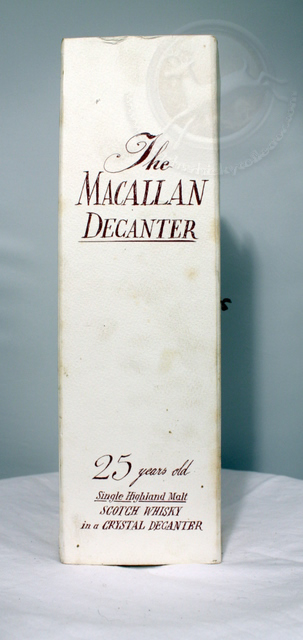 The
MACALLAN
DECANTER
25 years old
Single Highland Malt
SCOTCH WHISKY
in a CRYSTAL DECANTER